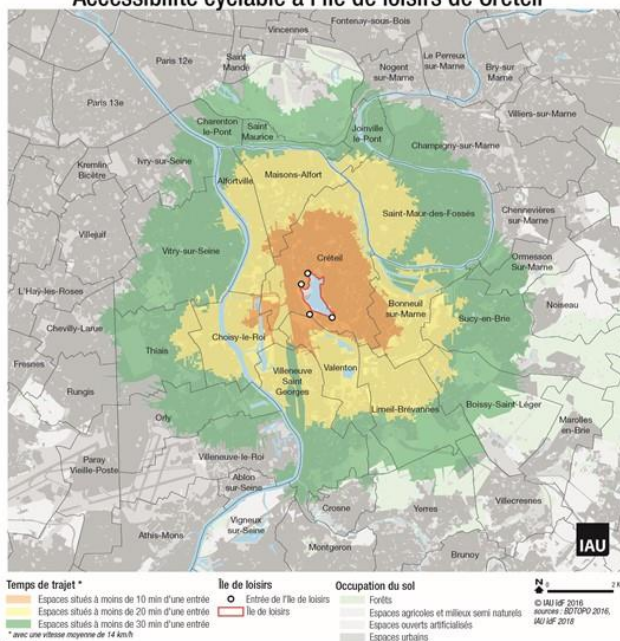 Accessibilité cyclable à l'île de loisirs de Créteil
Fontenay-sous-Bois
Vincennes
Paris 12e
Saint
Mandé
Le Perreux
sur-Marne
Nogent
sur-Marne
Bry-sur
Marne
Paris 13e
Villiers-sur-Marne
Charenton
le-Pont
Saint
Maurice
Joinville
le-Pont
Champigny-sur-Marne
Kremlin
Bicêtre
Ivry-sur-Seine
Alfortville
Maisons-Alfort
Saint-Maur-des-Fossés
Chennevières
sur-Marne
Villejuif
Vitry-sur-Seine
Créteil
Ormesson
Sur-Marne
L'Haÿ-les-Roses
Bonneuil
sur-Marne
Noiseau
Chevilly-Larue
Choisy-le-Roi
Sucy-en-Brie
Thiais
Fresnes
Villeneuve
Saint
Georges
Valenton
Rungis
Limeil-Brévannes
Boissy-Saint-Léger
Orly
Marolles
en-Brie
Paray
Vieille-Poste
Villeneuve-le-Roi
Ablon
sur-Seine
Villecresnes
Vigneux
sur-Seine
Crosne
Yerres
Athis-Mons
Montgeron
Brunoy
IAU
Temps de trajet *
Espaces situés à moins de 10 min d'une entrée
Espaces situés à moins de 20 min d'une entrée
Espaces situés à moins de 30 min d'une entrée
* avec une vitesse moyenne de 14 km/h
Île de loisirs
Entrée de l'île de loisirs
Île de loisirs
Occupation du sol
Forêts
Espaces agricoles et milieux semi naturels
Espaces ouverts artificialisés
Espaces urbains
N 0 2 K
© IAU îdF 2016
sources : BDTOPO 2016,
IAU îdF 2018